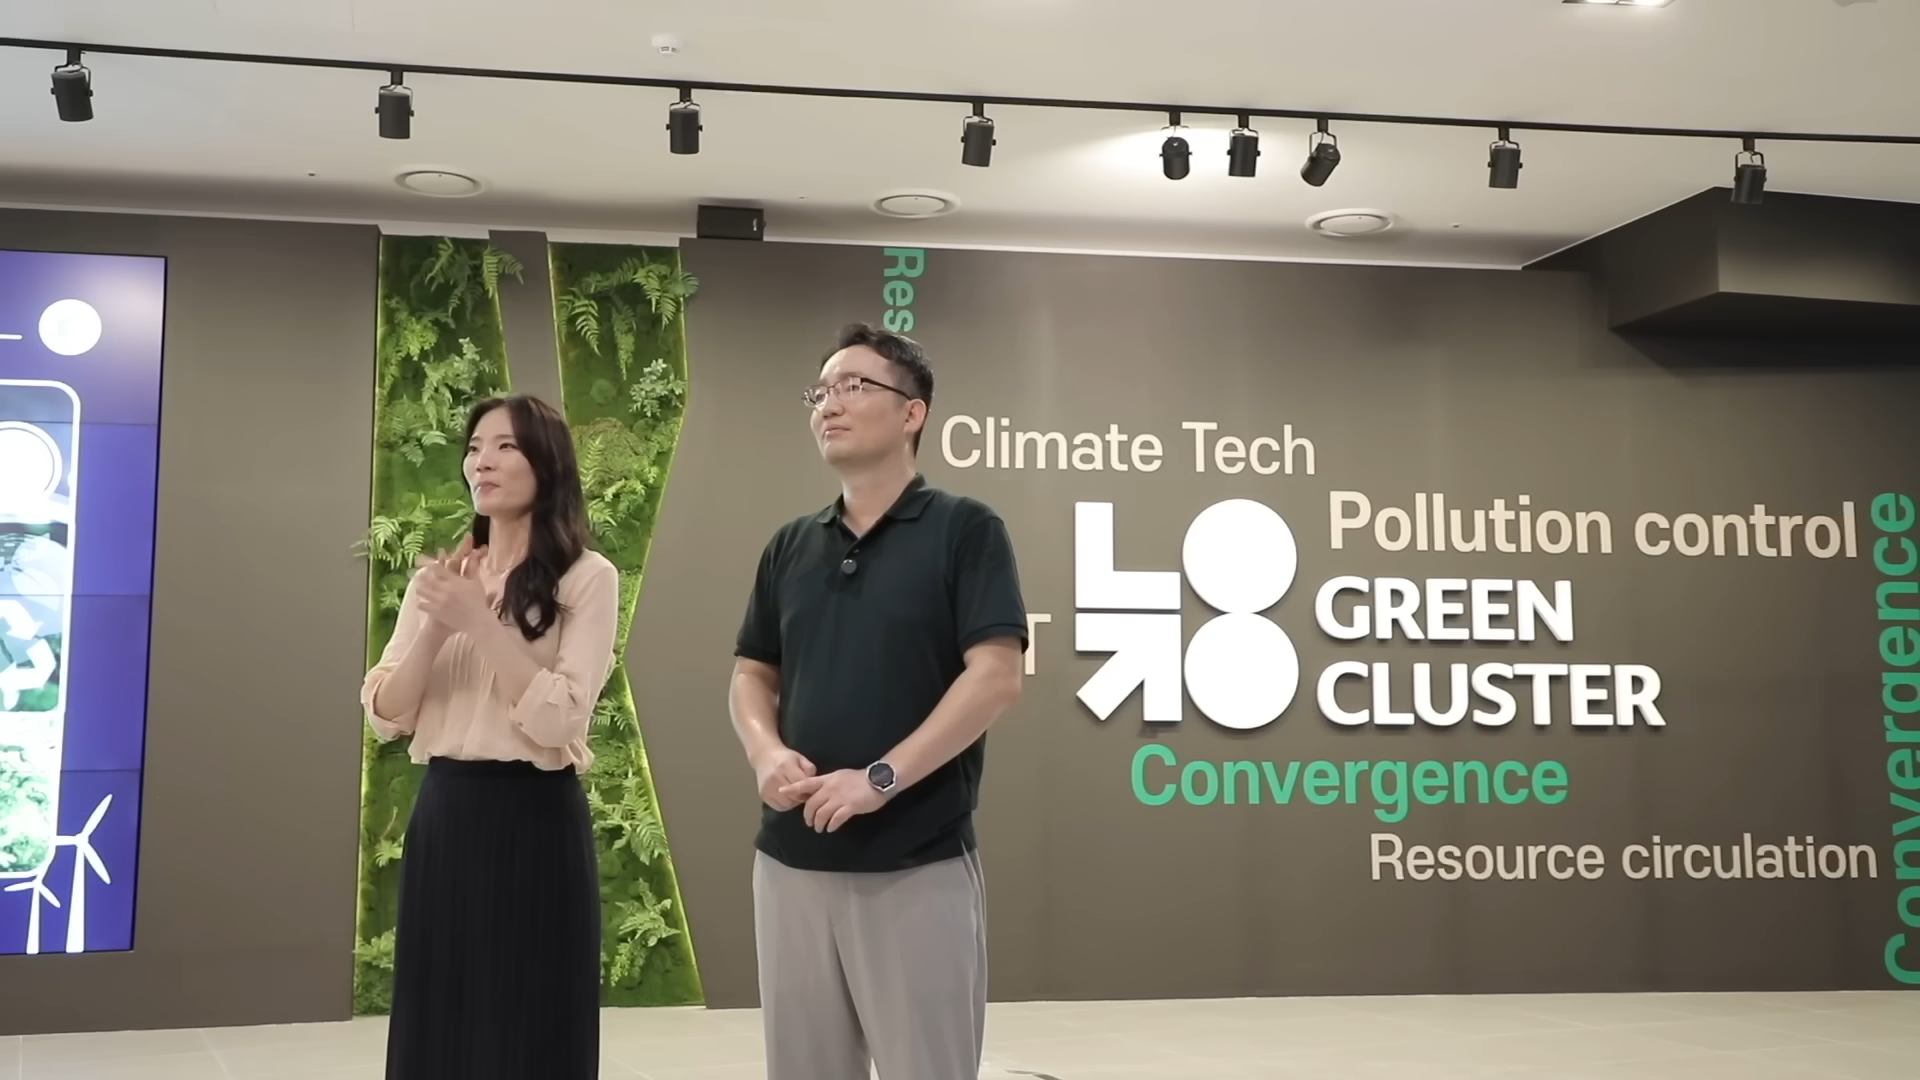 Res
Climate Tech
Pollution control
GREEN
CLUSTER
T
Convergence
Resource circulation
Convergence